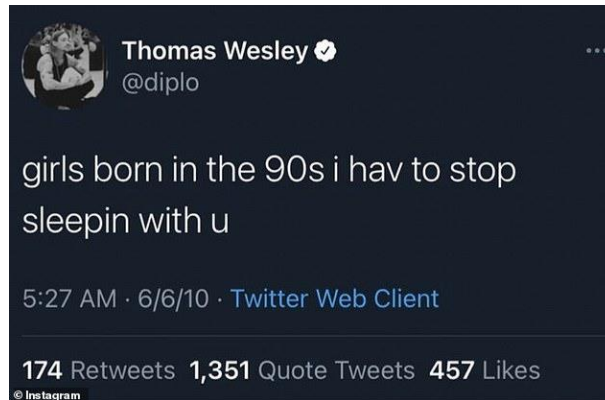 Thomas Wesley
@diplo
girls born in the 90s i hav to stop
sleepin with u
5:27 AM · 6/6/10 · Twitter Web Client
174 Retweets 1,351 Quote Tweets 457 Likes
© Instagram